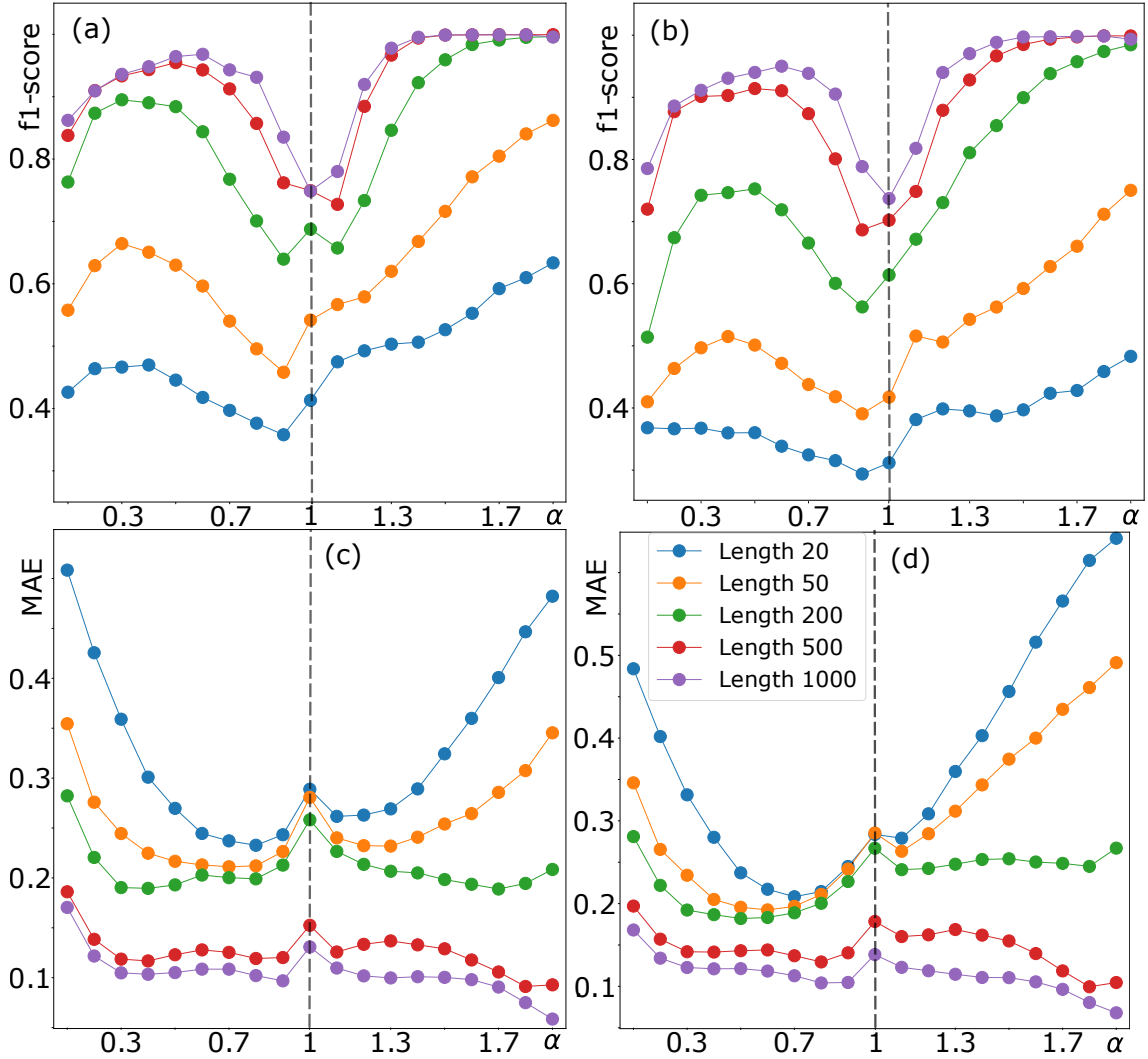 (a)
f1-score
0.8
0.6
0.4
0.3 0.7 1 1.3 1.7 α
(b)
f1-score
0.8
0.6
0.4
0.3 0.7 1 1.3 1.7 α
(c)
MAE
0.4
0.3
0.2
0.1
0.3 0.7 1 1.3 1.7 α
(d)
MAE
0.5
0.4
0.3
0.2
0.1
0.3 0.7 1 1.3 1.7 α
Length 20
Length 50
Length 200
Length 500
Length 1000